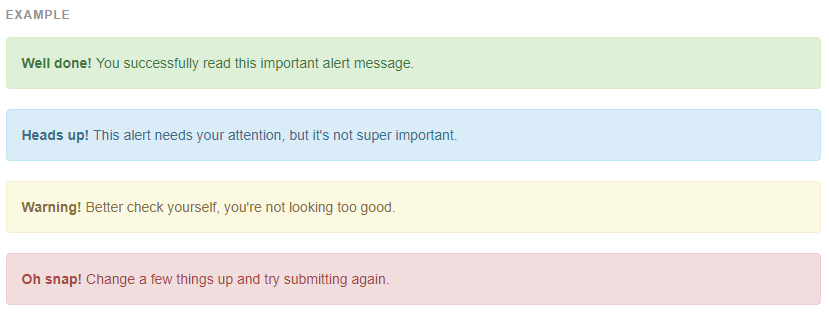 EXAMPLE
Well done! You successfully read this important alert message.
Heads up! This alert needs your attention, but it's not super important.
Warning! Better check yourself, you're not looking too good.
Oh snap! Change a few things up and try submitting again.